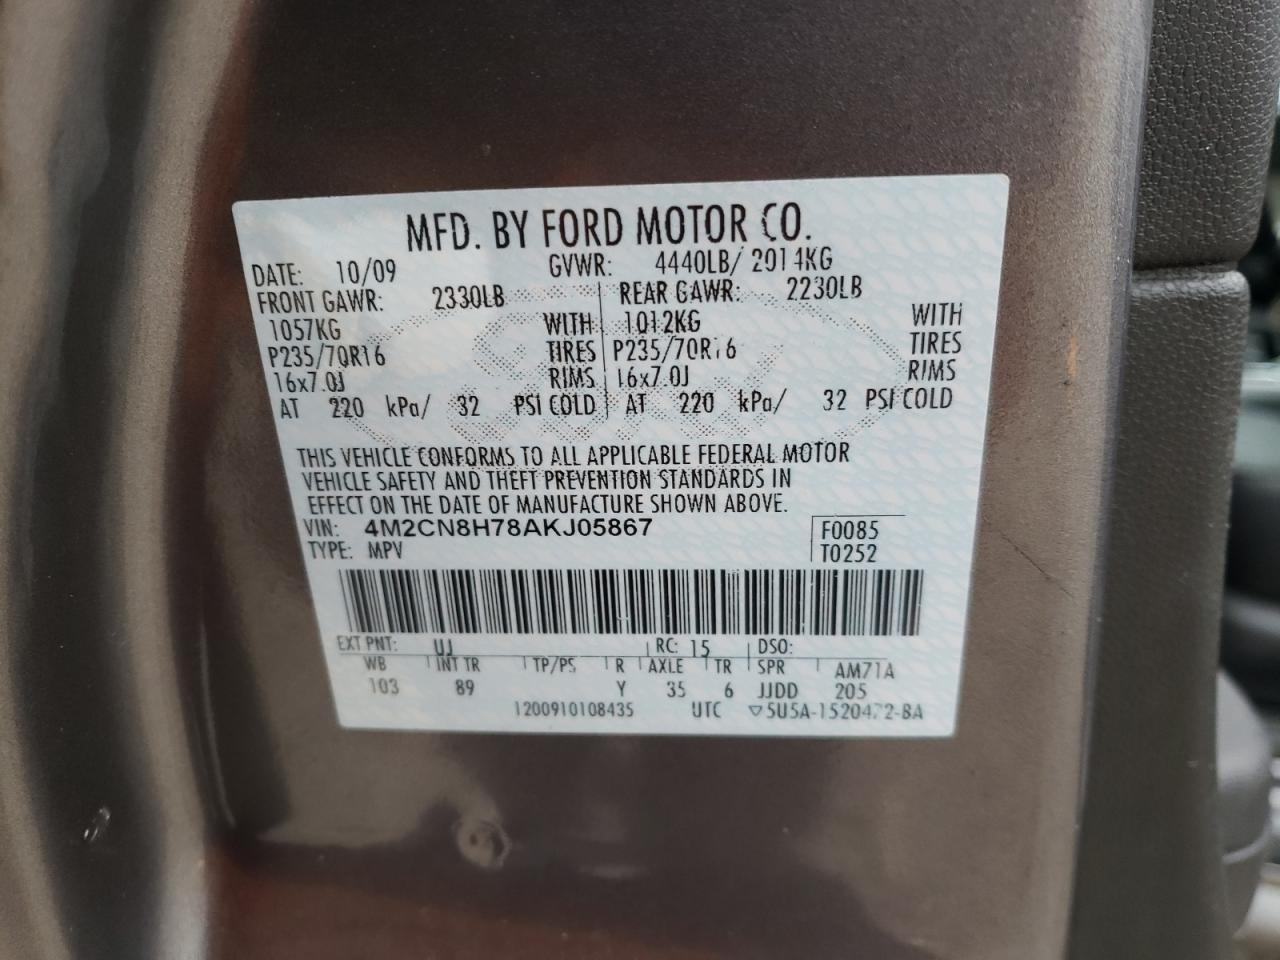 MFD. BY FORD MOTOR CO.
DATE: 10/09 GVWR: 4440LB/ 2014KG
FRONT GAWR: 2330LB REAR GAWR: 2230LB
1057KG WITH 1012KG WITH
P235/70R16 TIRES P235/70R16 TIRES
16x7.0J RIMS 16x7.0J RIMS
AT 220 kPa/ 32 PSI COLD AT 220 kPa/ 32 PSI COLD
THIS VEHICLE CONFORMS TO ALL APPLICABLE FEDERAL MOTOR
VEHICLE SAFETY AND THEFT PREVENTION STANDARDS IN
EFFECT ON THE DATE OF MANUFACTURE SHOWN ABOVE.
VIN: 4M2CN8H78AKJ05867 F0085
TYPE: MPV T0252
EXT PNT: UJ RC: 15 DSO:
WB INT TR TP/PS R AXLE TR SPR AM71A
103 89 Y 35 6 JJDD 205
1200910108435 UTC ▽5U5A-1520472-BA